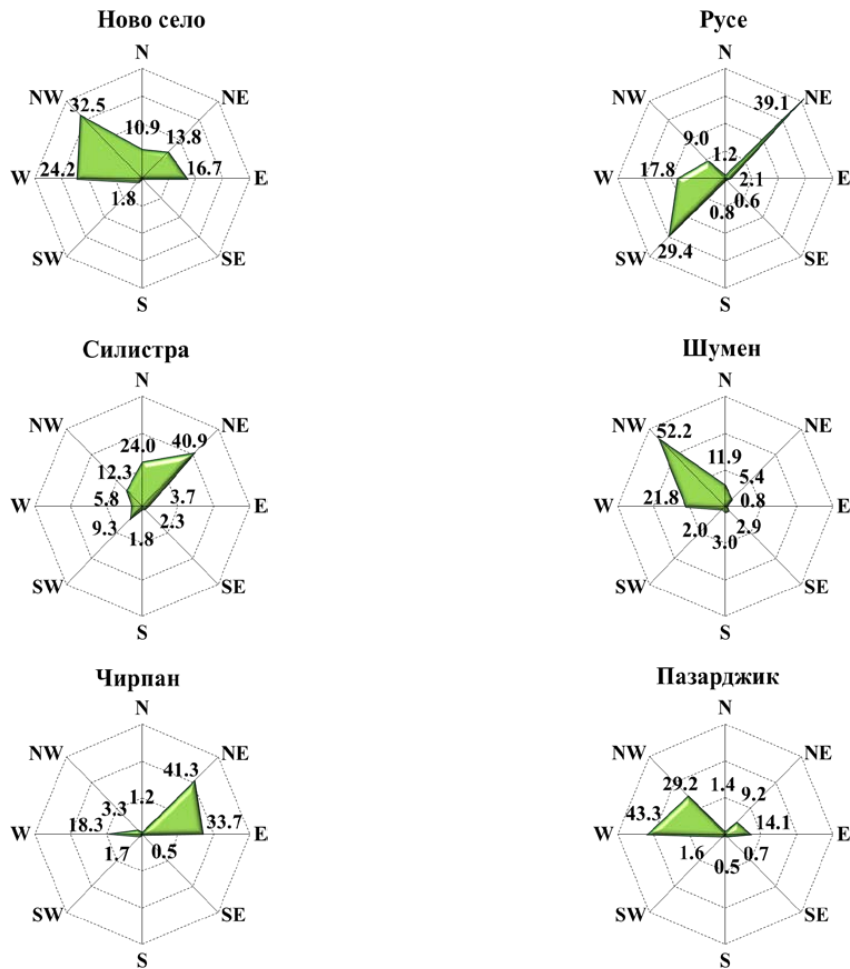 Ново село
N
NW
NE
32.5
10.9
13.8
W
24.2
16.7
E
1.8
SW
SE
S
Русе
N
NW
NE
39.1
9.0
1.2
W
17.8
2.1
E
0.6
0.8
SW
29.4
SE
S
Силистра
N
NW
NE
24.0
40.9
12.3
W
5.8
3.7
E
9.3
2.3
1.8
SW
SE
S
Шумен
N
NW
52.2
NE
11.9
5.4
W
21.8
0.8
E
2.0
2.9
3.0
SW
SE
S
Чирпан
N
NW
NE
41.3
3.3
1.2
W
18.3
33.7
E
1.7
0.5
SW
SE
S
Пазарджик
N
NW
NE
29.2
1.4
9.2
W
43.3
14.1
E
1.6
0.7
0.5
SW
SE
S